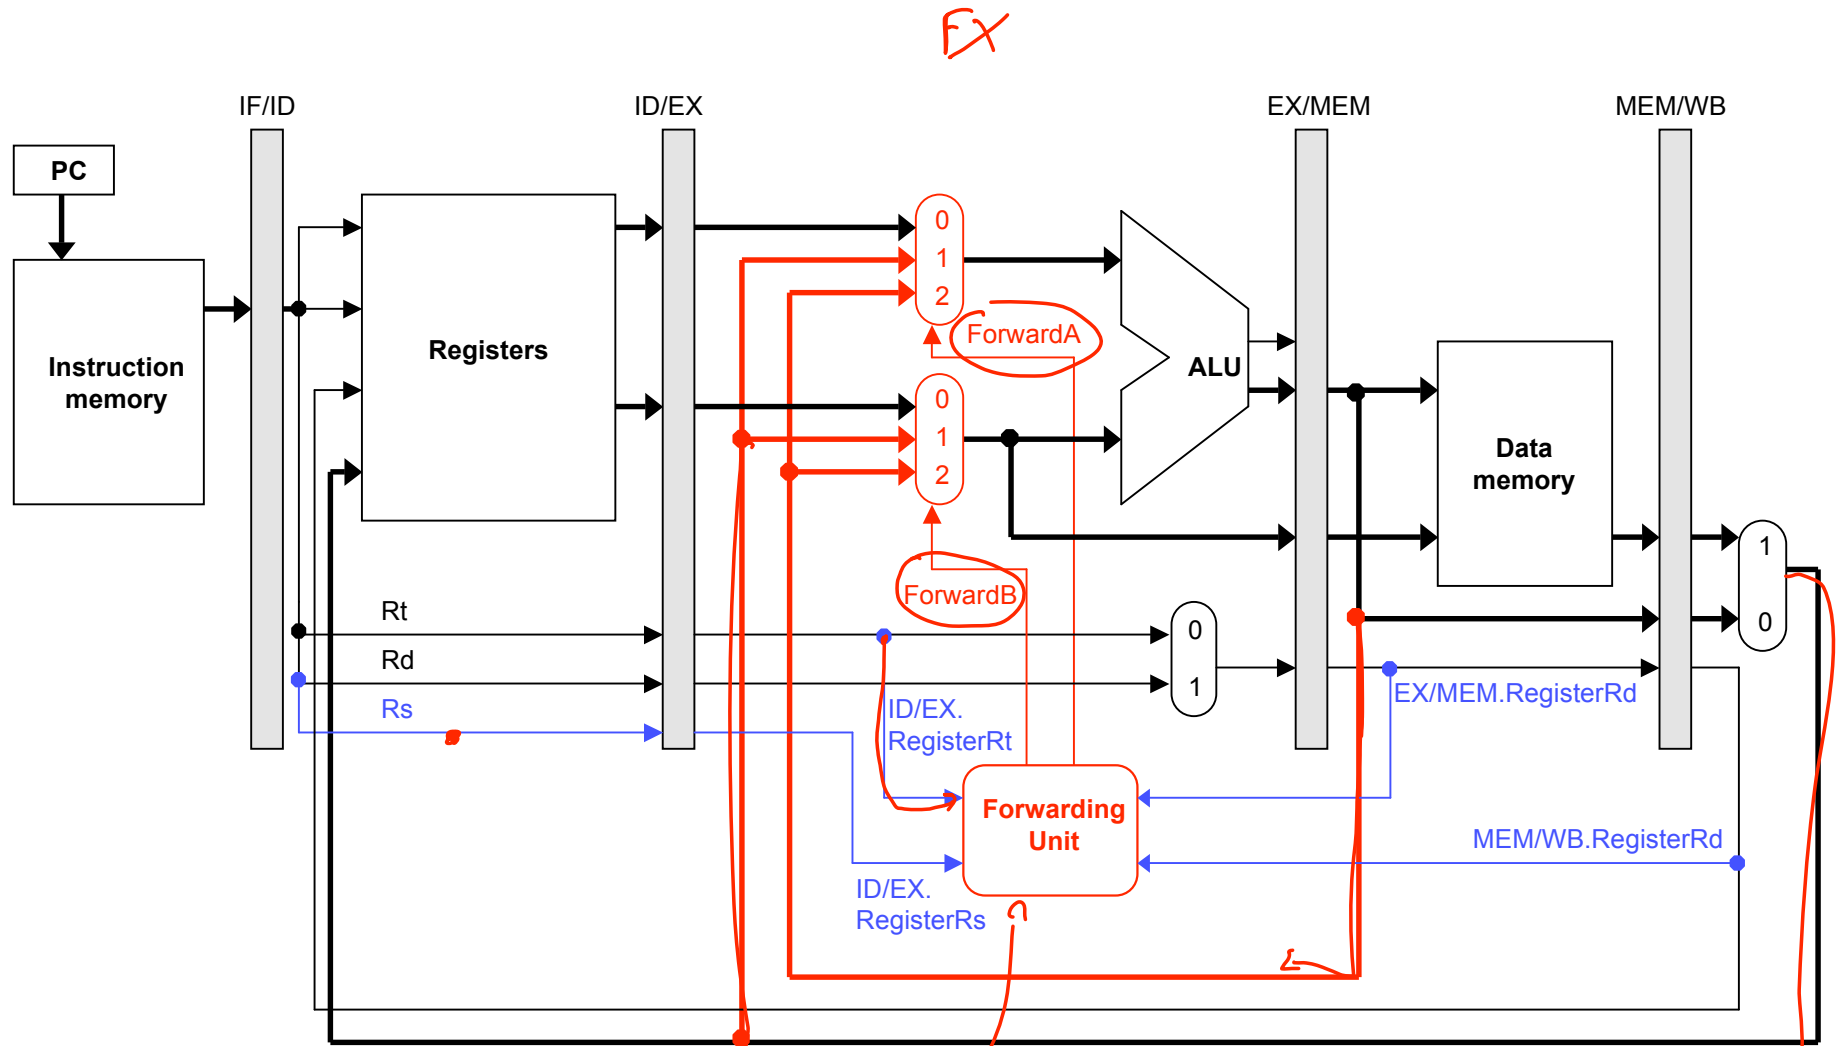 EX
IF/ID
ID/EX
EX/MEM
MEM/WB
PC
Instruction
memory
Registers
0
1
2
ForwardA
0
1
2
ForwardB
ALU
Data
memory
1
0
Rt
Rd
Rs
0
1
ID/EX.
RegisterRt
EX/MEM.RegisterRd
Forwarding
Unit
MEM/WB.RegisterRd
ID/EX.
RegisterRs